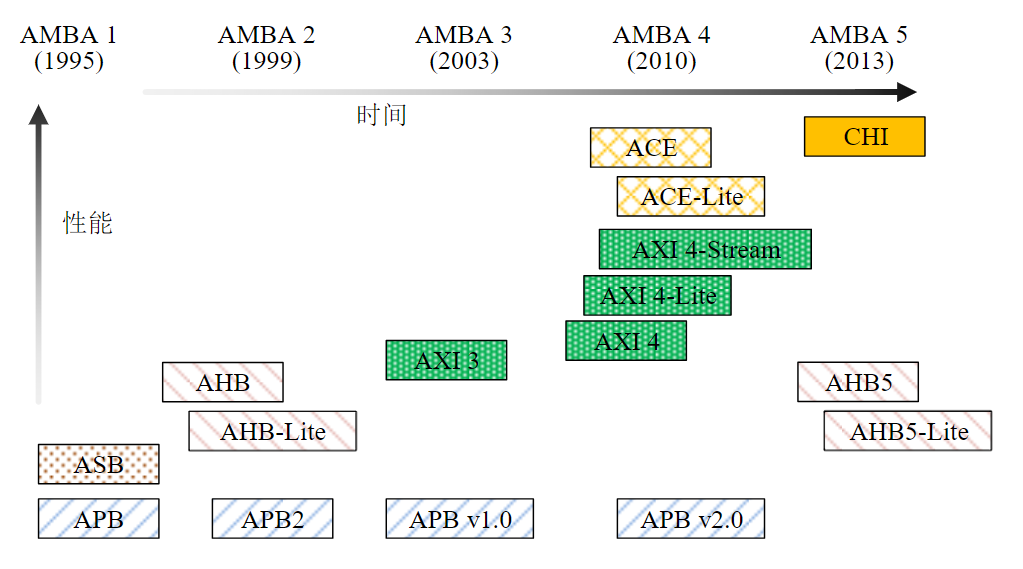 AMBA 1
(1995)
AMBA 2
(1999)
AMBA 3
(2003)
AMBA 4
(2010)
AMBA 5
(2013)
时间
性能
CHI
ACE
ACE-Lite
AXI 4-Stream
AXI 4-Lite
AXI 4
AXI 3
AHB
AHB5
AHB-Lite
AHB5-Lite
ASB
APB
APB2
APB v1.0
APB v2.0